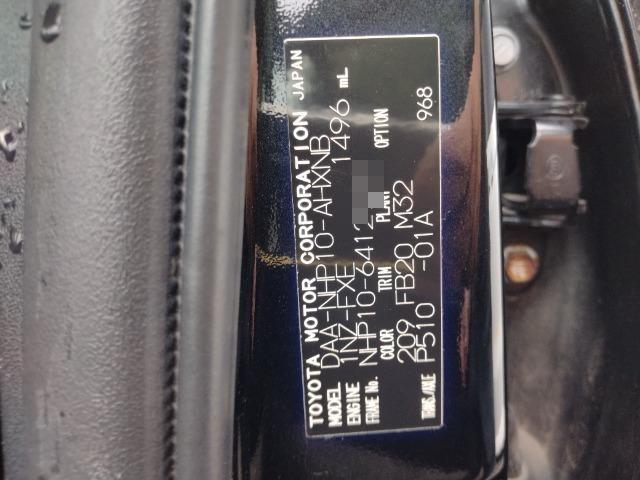 TOYOTA MOTOR CORPORATION JAPAN
MODEL DAA-NHP10-AHXNB
ENGINE 1NZ-FXE 1496 mL
FRAME No. NHP10-6412
COLOR TRIM PLANT OPTION
209 FB20 M32 968
TRANS/AXLE P510 -01A